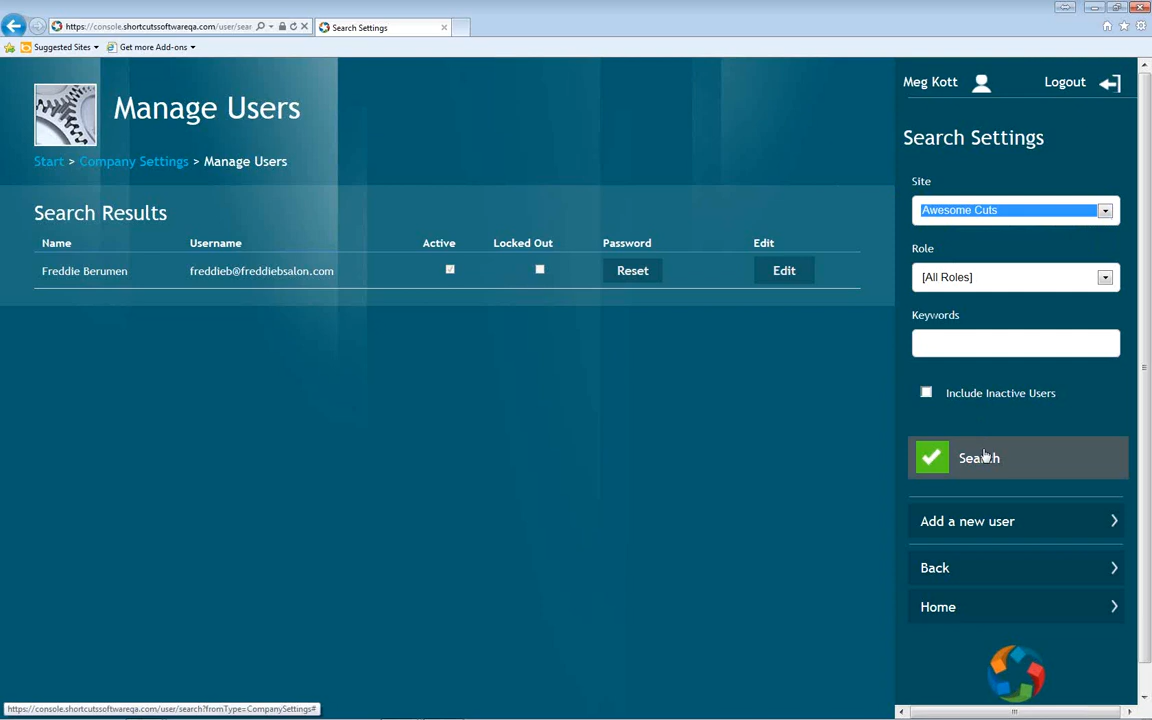 https://console.shortcutssoftwareqa.com/user/sear
Search Settings
Suggested Sites
Get more Add-ons
Meg Kott
Logout
Manage Users
Start > Company Settings > Manage Users
Search Settings
Site
Awesome Cuts
Role
[All Roles]
Keywords
Include Inactive Users
Search
Add a new user
Back
Home
Search Results
Name Username Active Locked Out Password Edit
Freddie Berumen freddieb@freddiebsalon.com Reset Edit
https://console.shortcutssoftwareqa.com/user/search?fromType=CompanySettings#